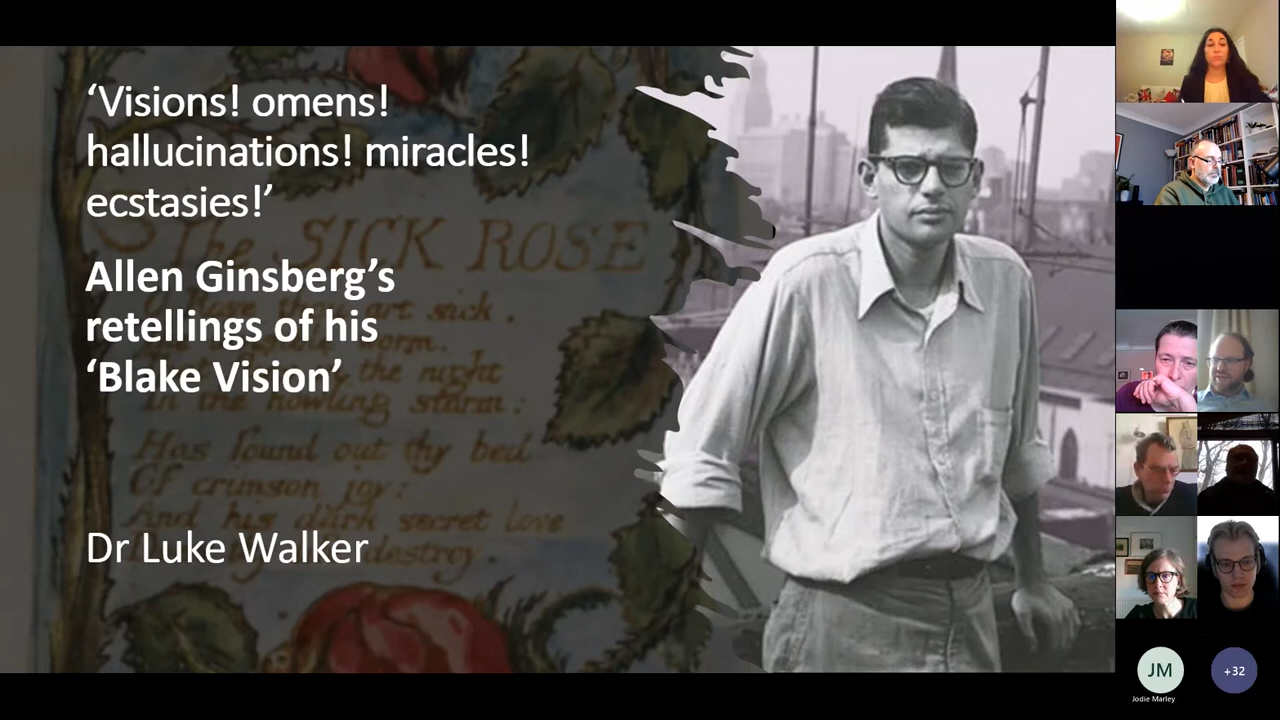 ‘Visions! omens!
hallucinations! miracles!
ecstasies!’
Allen Ginsberg’s
retellings of his
‘Blake Vision’
Dr Luke Walker
The SICK ROSE
art sick.
orm.
the night
In the howling storm:
Has found out thy bed
Of crimson joy:
And his dark secret love
destroy.
JM
Jodie Marley
+32